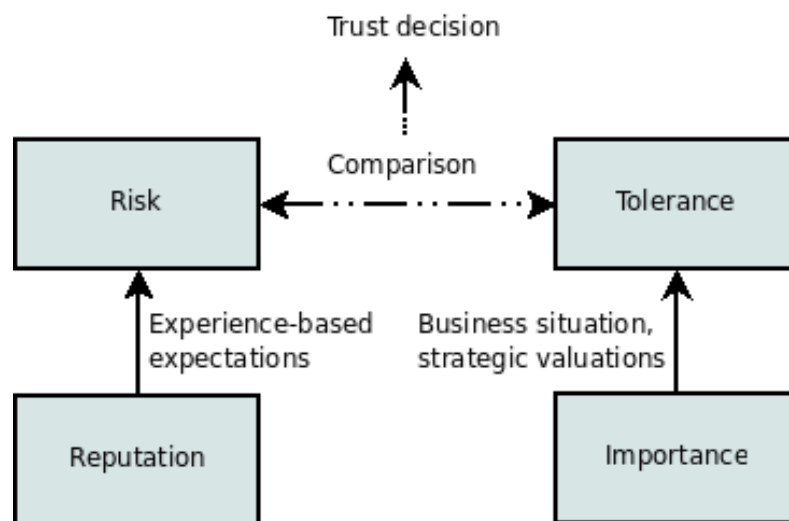 Trust decision
Comparison
Risk
Tolerance
Experience-based
expectations
Business situation,
strategic valuations
Reputation
Importance